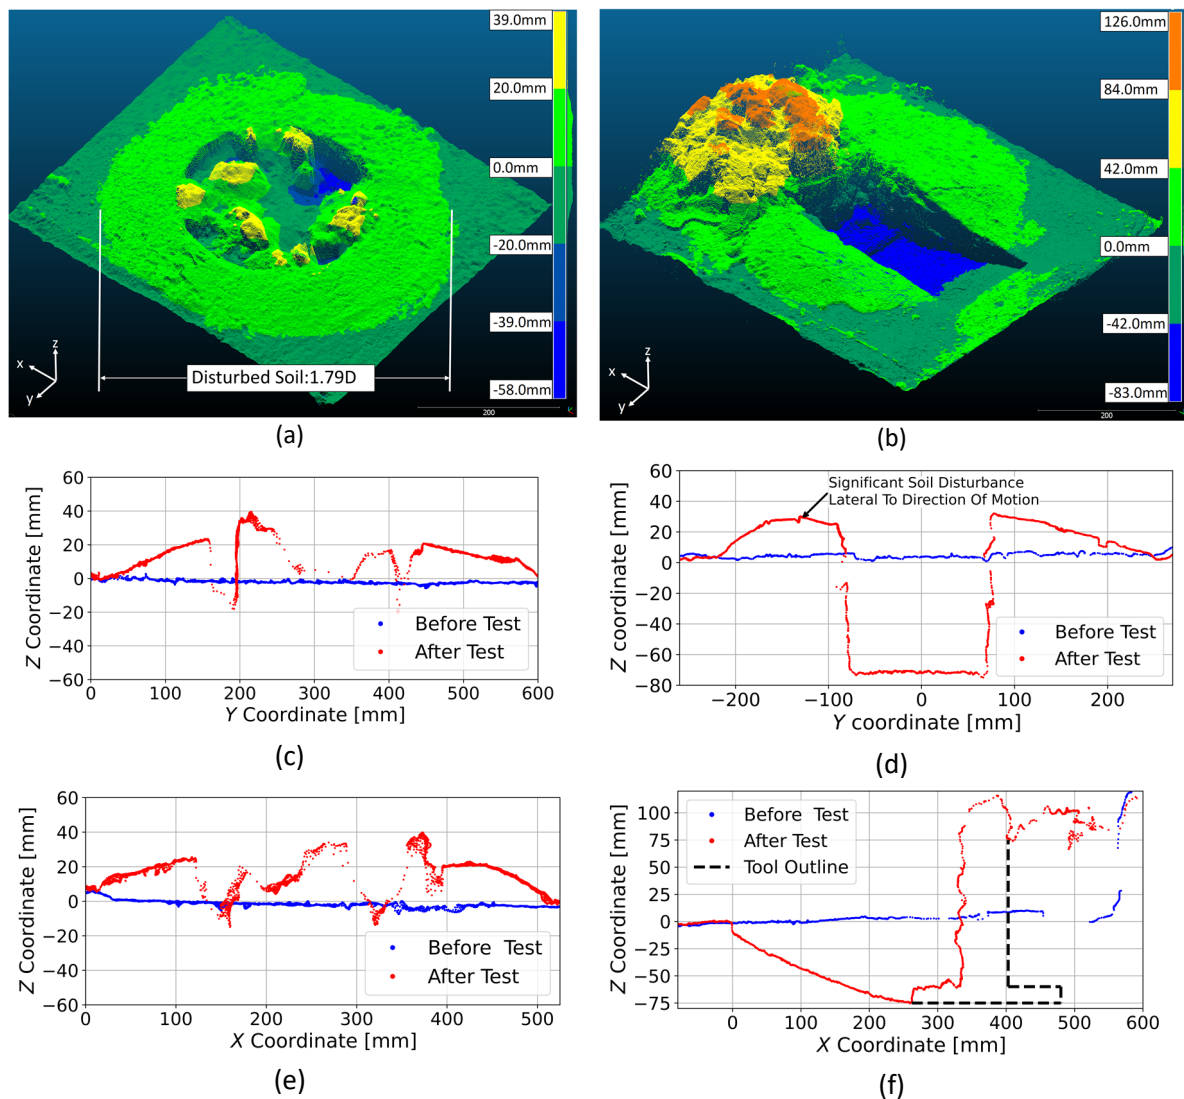 39.0mm
20.0mm
0.0mm
-20.0mm
-39.0mm
-58.0mm
z
x
y
Disturbed Soil:1.79D
200
(a)
126.0mm
84.0mm
42.0mm
0.0mm
-42.0mm
-83.0mm
z
x
y
200
(b)
60
40
20
0
−20
−40
−60
Z Coordinate [mm]
Before Test
After Test
0 100 200 300 400 500 600
Y Coordinate [mm]
(c)
60
40
20
0
−20
−40
−60
−80
Z coordinate [mm]
Significant Soil Disturbance
Lateral To Direction Of Motion
Before Test
After Test
−200 −100 0 100 200
Y coordinate [mm]
(d)
60
40
20
0
−20
−40
−60
Z Coordinate [mm]
Before Test
After Test
0 100 200 300 400 500
X Coordinate [mm]
(e)
100
75
50
25
0
−25
−50
−75
Z Coordinate [mm]
Before Test
After Test
Tool Outline
0 100 200 300 400 500 600
X Coordinate [mm]
(f)